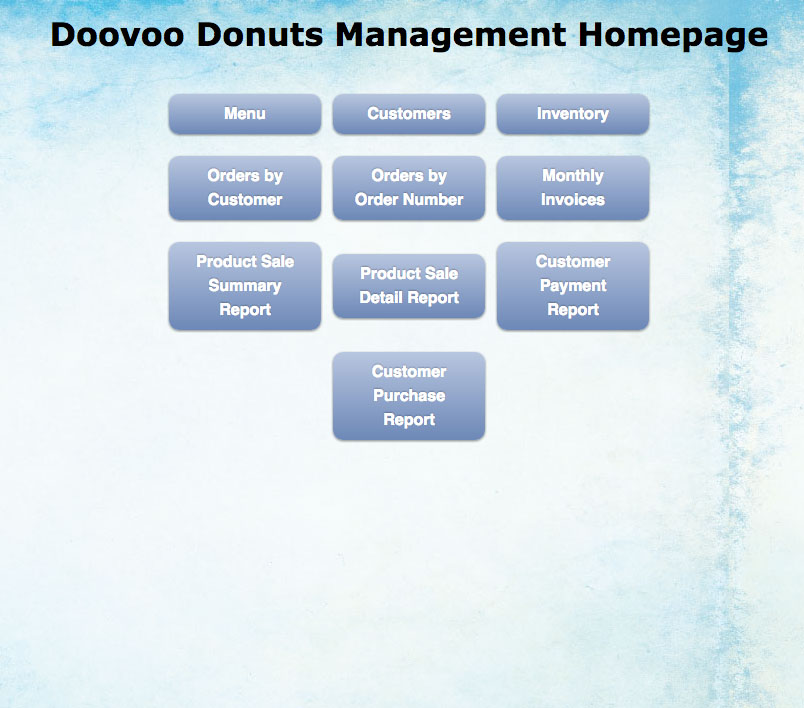 Doovoo Donuts Management Homepage
Menu
Customers
Inventory
Orders by
Customer
Orders by
Order Number
Monthly
Invoices
Product Sale
Summary
Report
Product Sale
Detail Report
Customer
Payment
Report
Customer
Purchase
Report